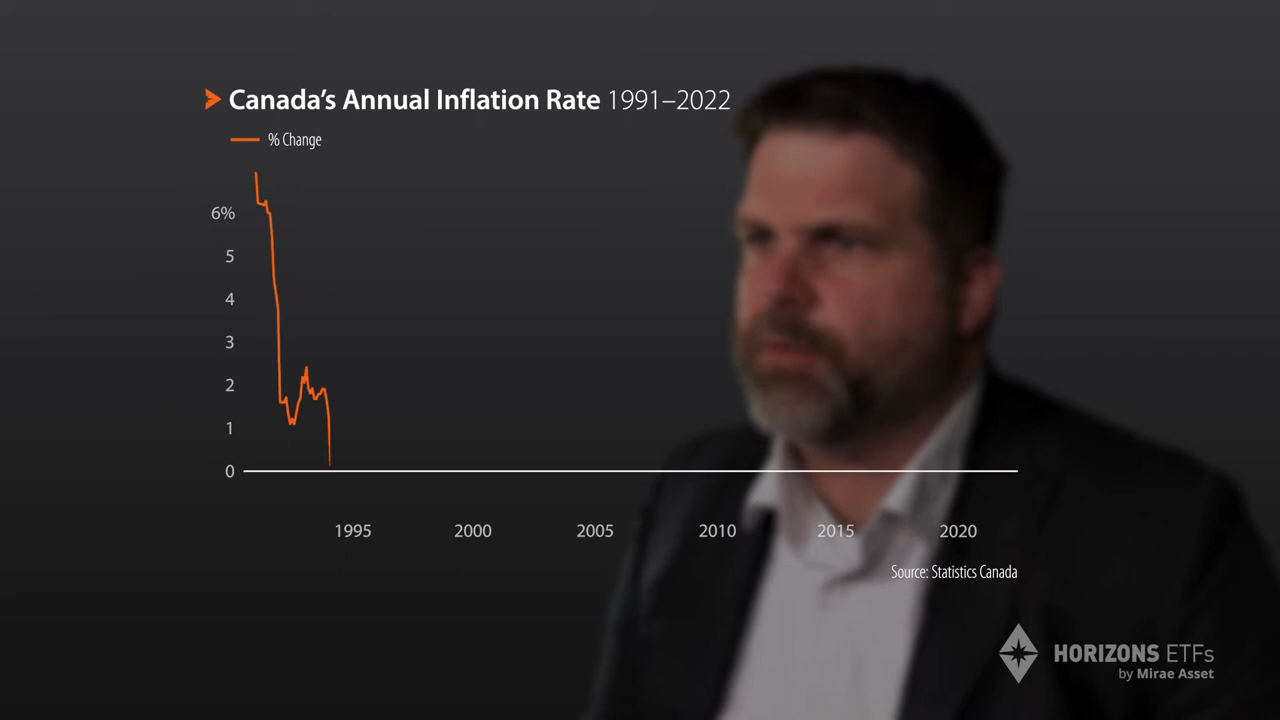 Canada's Annual Inflation Rate 1991–2022
% Change
6%
5
4
3
2
1
0
1995 2000 2005 2010 2015 2020
Source: Statistics Canada
HORIZONS ETFs
by Mirae Asset